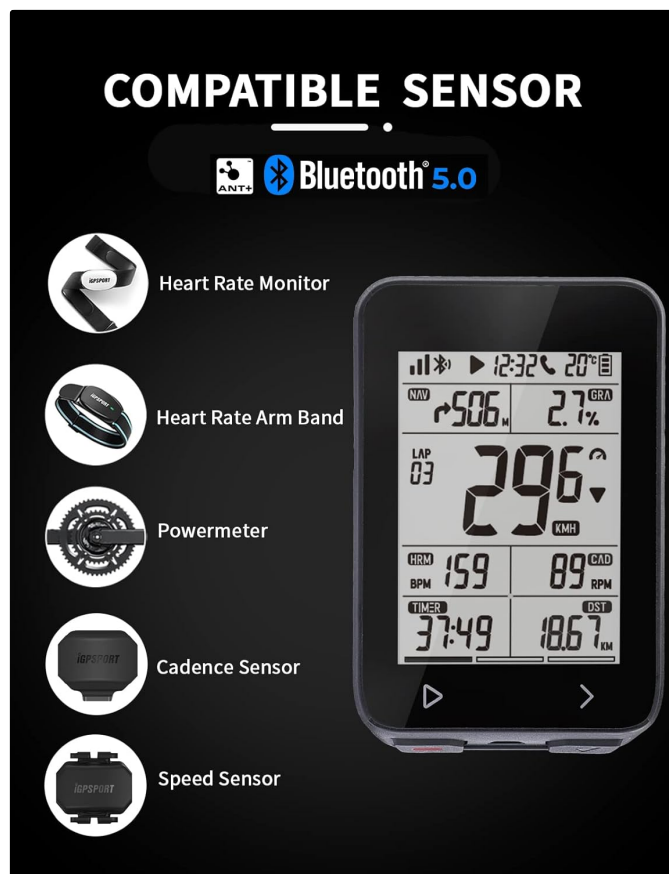 COMPATIBLE SENSOR
ANT+ Bluetooth® 5.0
iGPSPORT
Heart Rate Monitor
iGPSPORT
Heart Rate Arm Band
Powermeter
iGPSPORT
Cadence Sensor
iGPSPORT
Speed Sensor
12:32 20°C
NAV 506 M 2.7% GRA
LAP
03
29 6
KMH
HRM BPM 159 89 CAD RPM
TIMER DST
37:49 18.67 KM